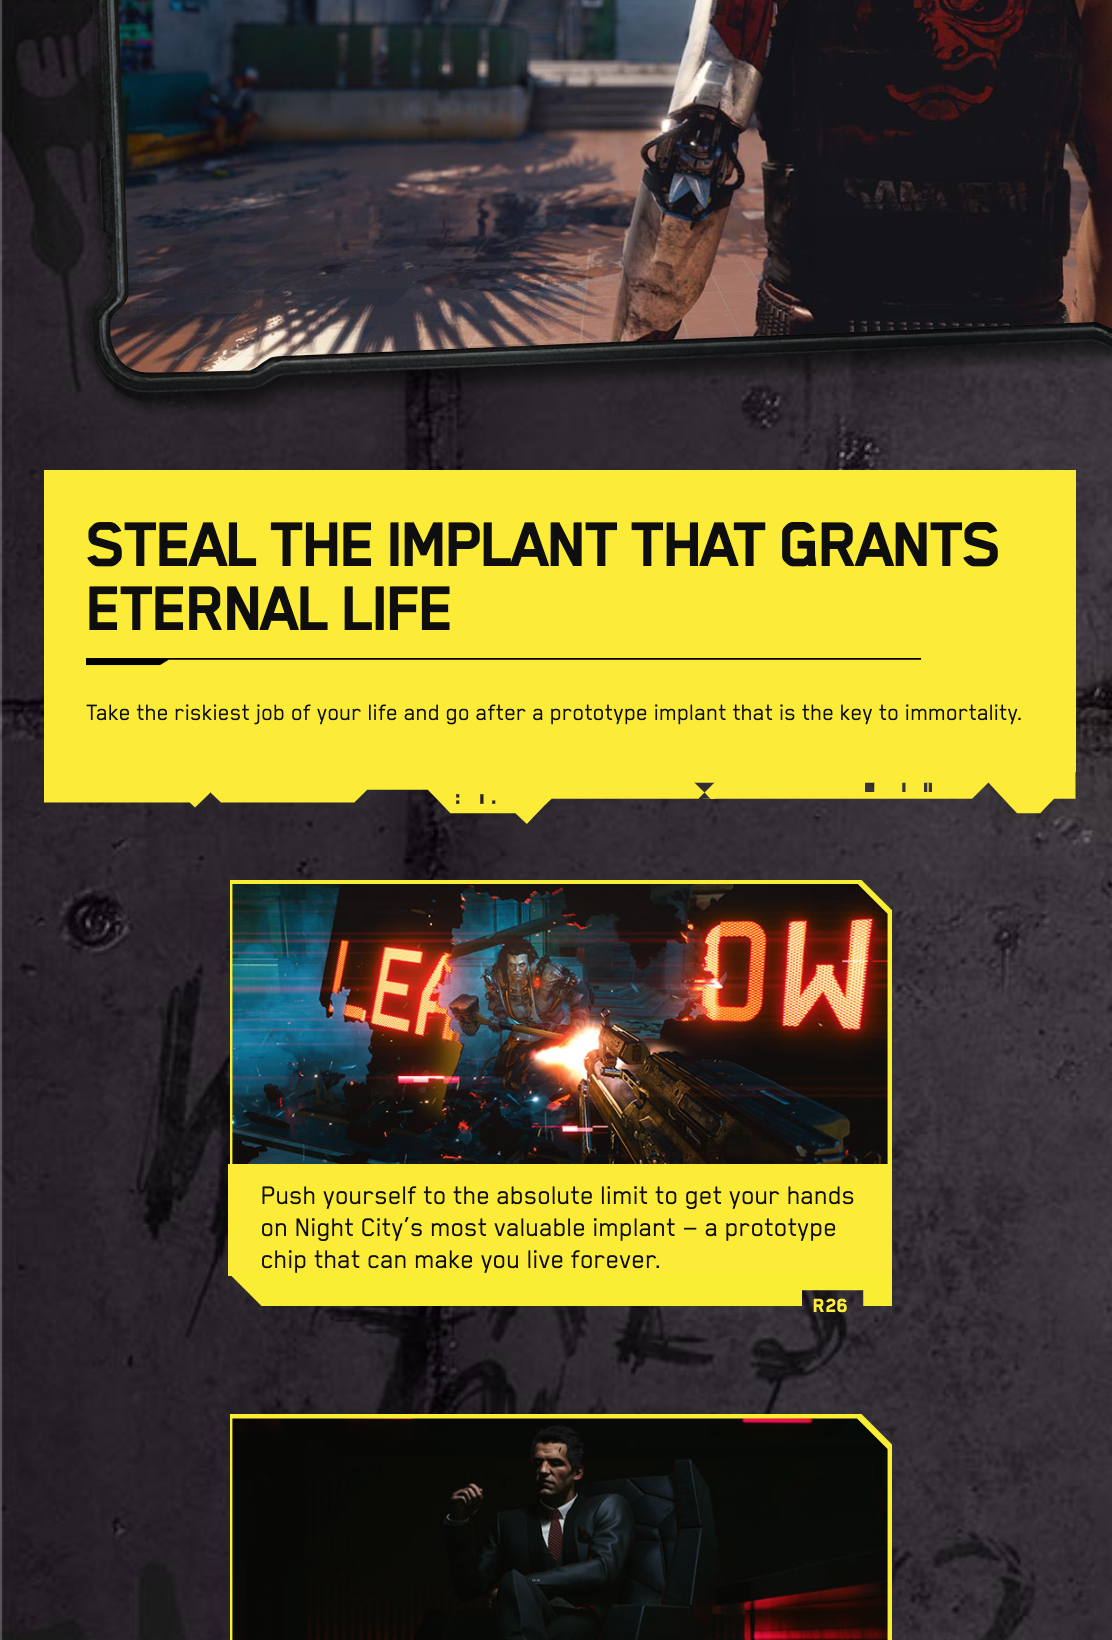 STEAL THE IMPLANT THAT GRANTS
ETERNAL LIFE
Take the riskiest job of your life and go after a prototype implant that is the key to immortality.
LEA OW
Push yourself to the absolute limit to get your hands
on Night City's most valuable implant – a prototype
chip that can make you live forever.
R26